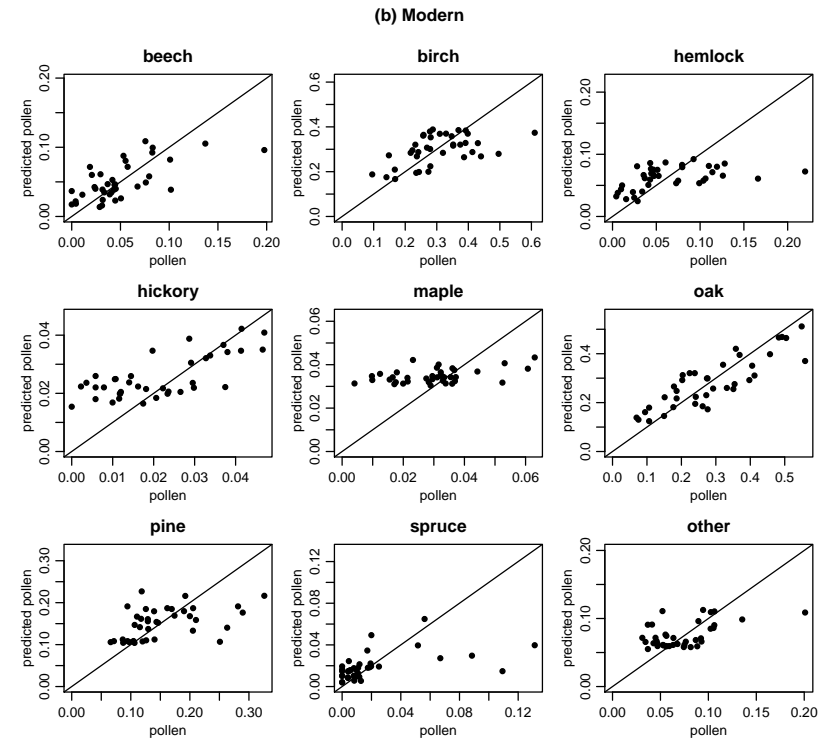 (b) Modern
beech
birch
hemlock
predicted pollen
0.00 0.10 0.20
0.00 0.05 0.10 0.15 0.20
pollen
predicted pollen
0.0 0.2 0.4 0.6
0.0 0.1 0.2 0.3 0.4 0.5 0.6
pollen
predicted pollen
0.00 0.10 0.20
0.00 0.05 0.10 0.15 0.20
pollen
hickory
maple
oak
predicted pollen
0.00 0.02 0.04
0.00 0.01 0.02 0.03 0.04
pollen
predicted pollen
0.00 0.02 0.04 0.06
0.00 0.02 0.04 0.06
pollen
predicted pollen
0.0 0.2 0.4
0.0 0.1 0.2 0.3 0.4 0.5
pollen
pine
spruce
other
predicted pollen
0.00 0.10 0.20 0.30
0.00 0.10 0.20 0.30
pollen
predicted pollen
0.00 0.04 0.08 0.12
0.00 0.04 0.08 0.12
pollen
predicted pollen
0.00 0.10 0.20
0.00 0.05 0.10 0.15 0.20
pollen